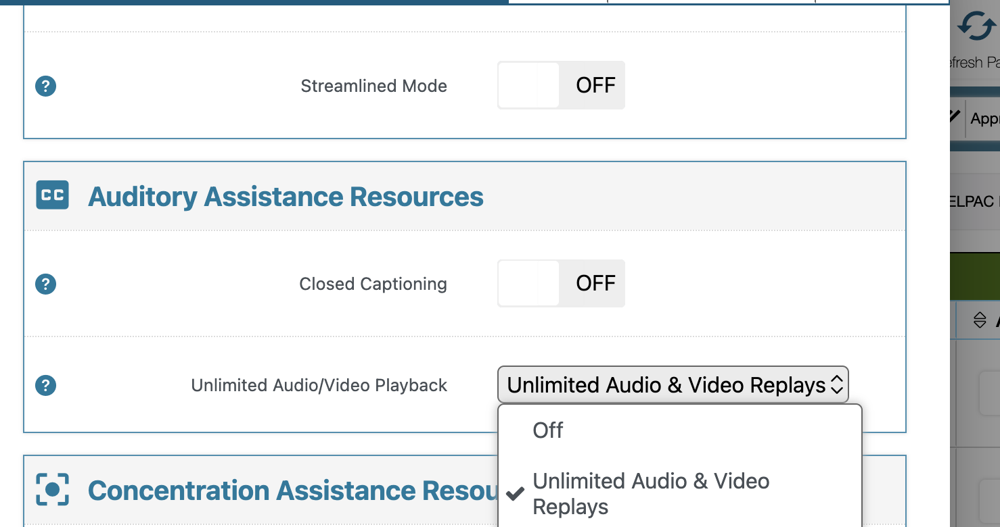 efresh Pa
?
Streamlined Mode
OFF
Appr
CC
Auditory Assistance Resources
ELPAC
?
Closed Captioning
OFF
?
Unlimited Audio/Video Playback
Unlimited Audio & Video Replays
Off
Concentration Assistance Resou
Unlimited Audio & Video
Replays